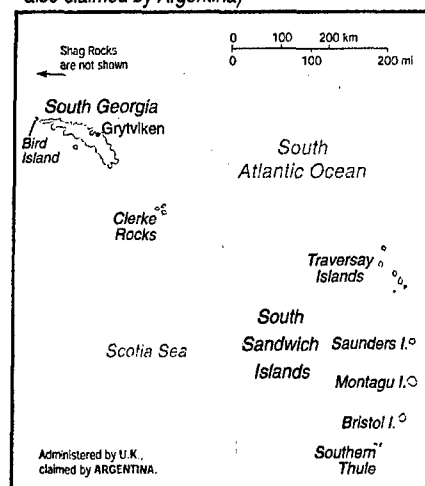 also claimed by Argentina)
Shag Rocks
are not shown
0 100 200 km
0 100 200 mi
South Georgia
Grytviken
Bird
Island
South
Atlantic Ocean
Clerke
Rocks
Traversay
Islands
South
Sandwich
Islands
Saunders I.
Scotia Sea
Montagu I.
Bristol I.
Southern
Thule
Administered by U.K.,
claimed by ARGENTINA.